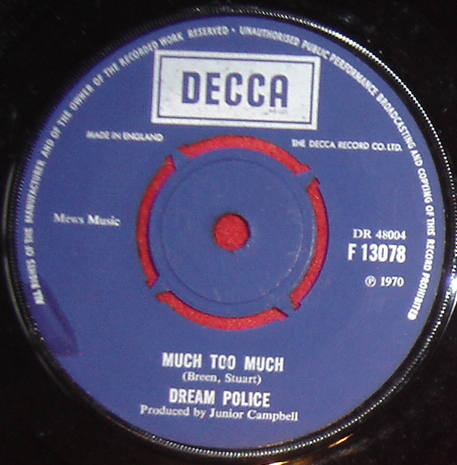 ALL RIGHTS OF THE MANUFACTURER AND OF THE OWNER OF THE RECORDED WORK RESERVED • UNAUTHORISED PUBLIC PERFORMANCE BROADCASTING AND COPYING OF THIS RECORD PROHIBITED
DECCA
MADE IN ENGLAND
THE DECCA RECORD CO. LTD.
Mews Music
DR 48004
F 13078
℗ 1970
MUCH TOO MUCH
(Breen, Stuart)
DREAM POLICE
Produced by Junior Campbell